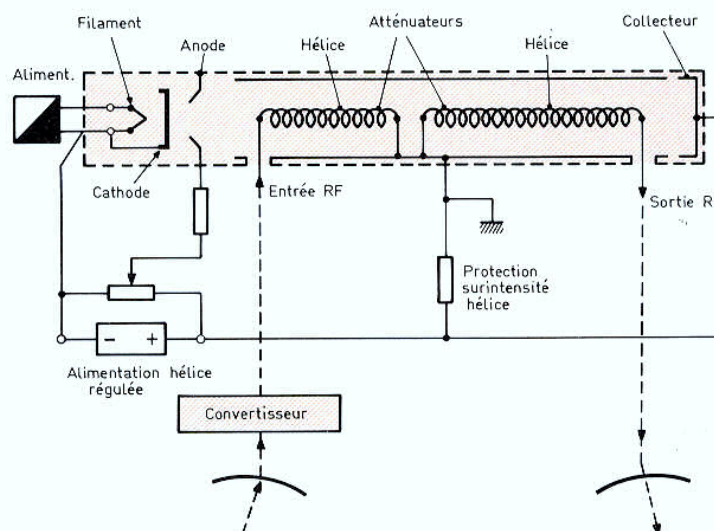 Filament
Anode
Hélice
Atténuateurs
Hélice
Collecteur
Aliment.
Cathode
Entrée RF
Sortie R
Protection
surintensité
hélice
- +
Alimentation hélice
régulée
Convertisseur